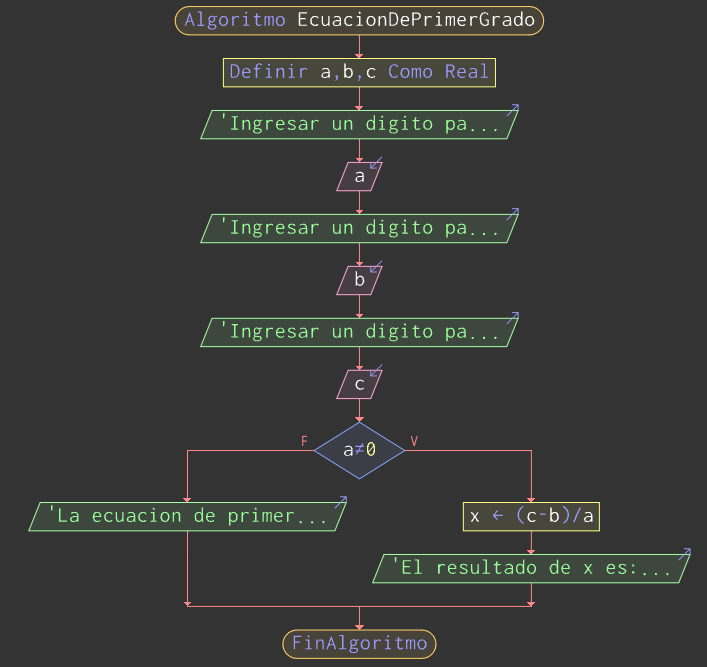 Algoritmo EcuacionDePrimerGrado
Definir a,b,c Como Real
'Ingresar un digito pa...
a
'Ingresar un digito pa...
b
'Ingresar un digito pa...
c
F
a≠0
V
'La ecuacion de primer...
x ← (c-b)/a
'El resultado de x es:...
FinAlgoritmo